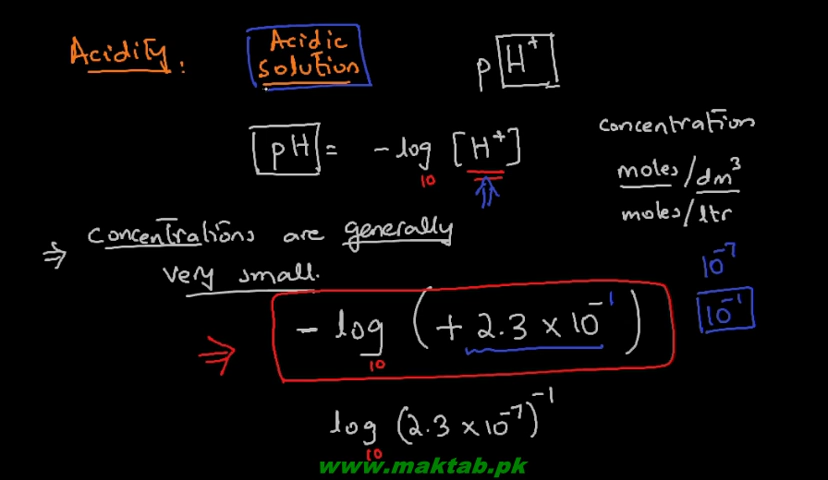 Acidity:
Acidic
solution
pH⁺
pH = -log₁₀ [H⁺]
concentration
moles/dm³
moles/ltr
⇒ Concentrations are generally
very small.
10⁻⁷
10⁻¹
⇒ -log₁₀ (+2.3 x 10⁻¹)
log₁₀ (2.3 x 10⁻⁷)⁻¹
www.maktab.pk